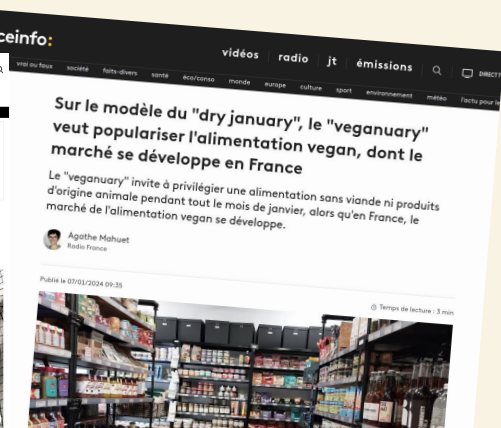 ceinfo:
vidéos radio jt émissions DIRECT
vrai ou faux société faits-divers santé éco/conso monde europe culture sport environnement météo l'actu pour le
Sur le modèle du "dry january", le "veganuary"
veut populariser l'alimentation vegan, dont le
marché se développe en France
Le "veganuary" invite à privilégier une alimentation sans viande ni produits
d'origine animale pendant tout le mois de janvier, alors qu'en France, le
marché de l'alimentation vegan se développe.
Agathe Mahuet
Radio France
Publié le 07/01/2024 09:35
Temps de lecture : 3 min